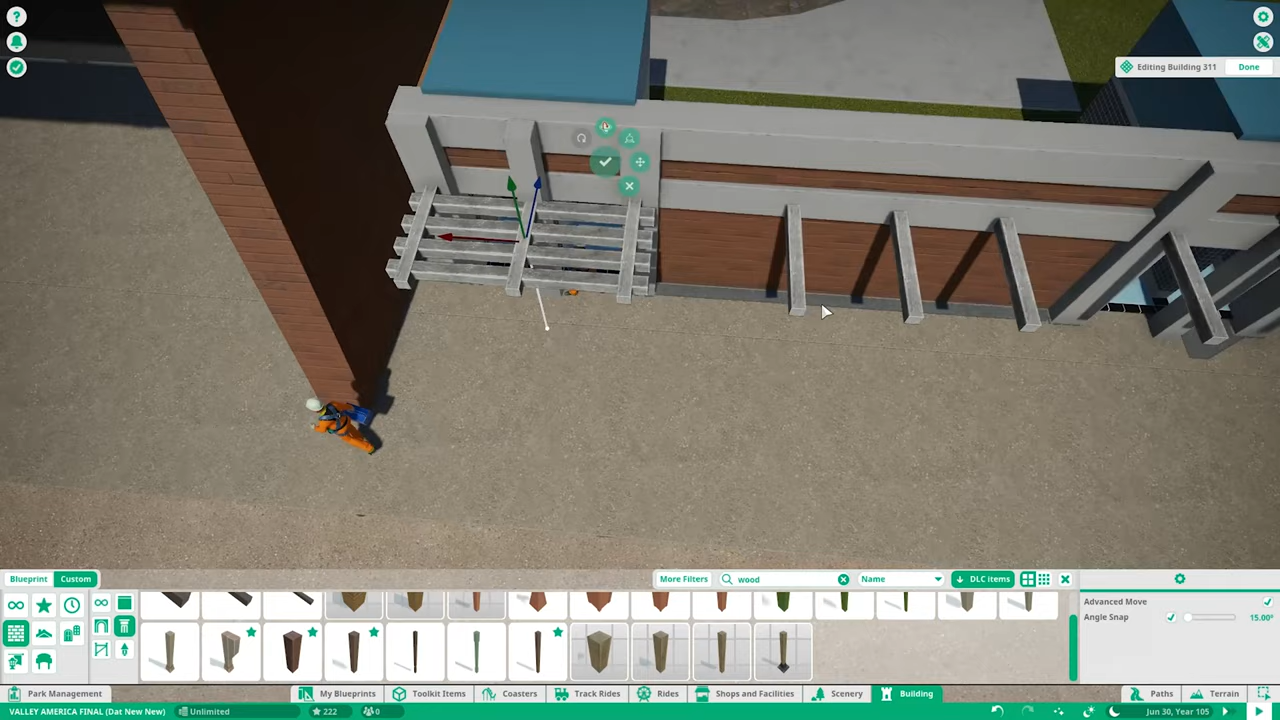 Editing Building 311 Done
Blueprint Custom More Filters wood Name DLC items
Advanced Move
Angle Snap 15.00°
Park Management My Blueprints Toolkit Items Coasters Track Rides Rides Shops and Facilities Scenery Building Paths Terrain
VALLEY AMERICA FINAL (Dat New New) Unlimited 222 0 Jun 30, Year 105